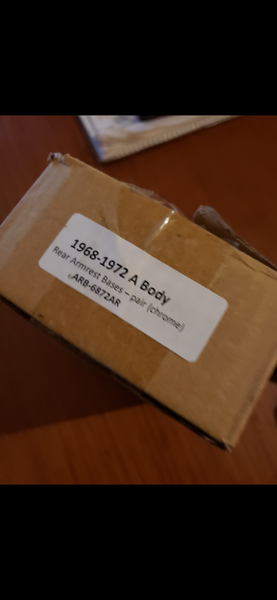 1968-1972 A Body
Rear Armrest Bases – pair (chrome)
ARB-6872AR